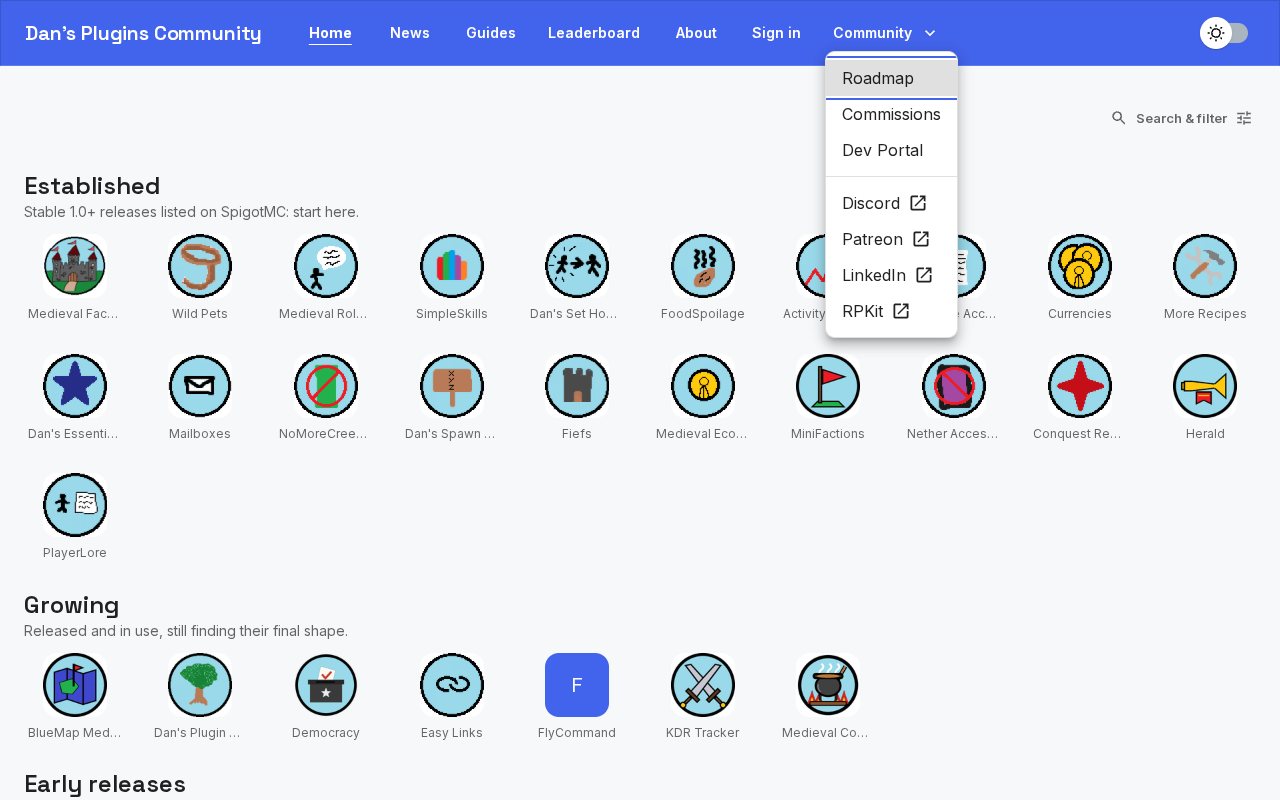 Dan's Plugins Community
Home News Guides Leaderboard About Sign in Community
Roadmap
Commissions
Dev Portal
Discord
Patreon
LinkedIn
RPKit
Search & filter
Established
Stable 1.0+ releases listed on SpigotMC: start here.
Medieval Fac... Wild Pets Medieval Rol... SimpleSkills Dan's Set Ho... FoodSpoilage Activity Acc... Currencies More Recipes
XYZ
Dan's Essenti... Mailboxes NoMoreCree... Dan's Spawn ... Fiefs Medieval Eco... MiniFactions Nether Acces... Conquest Re... Herald
PlayerLore
Growing
Released and in use, still finding their final shape.
F
BlueMap Med... Dan's Plugin ... Democracy Easy Links FlyCommand KDR Tracker Medieval Co...
Early releases